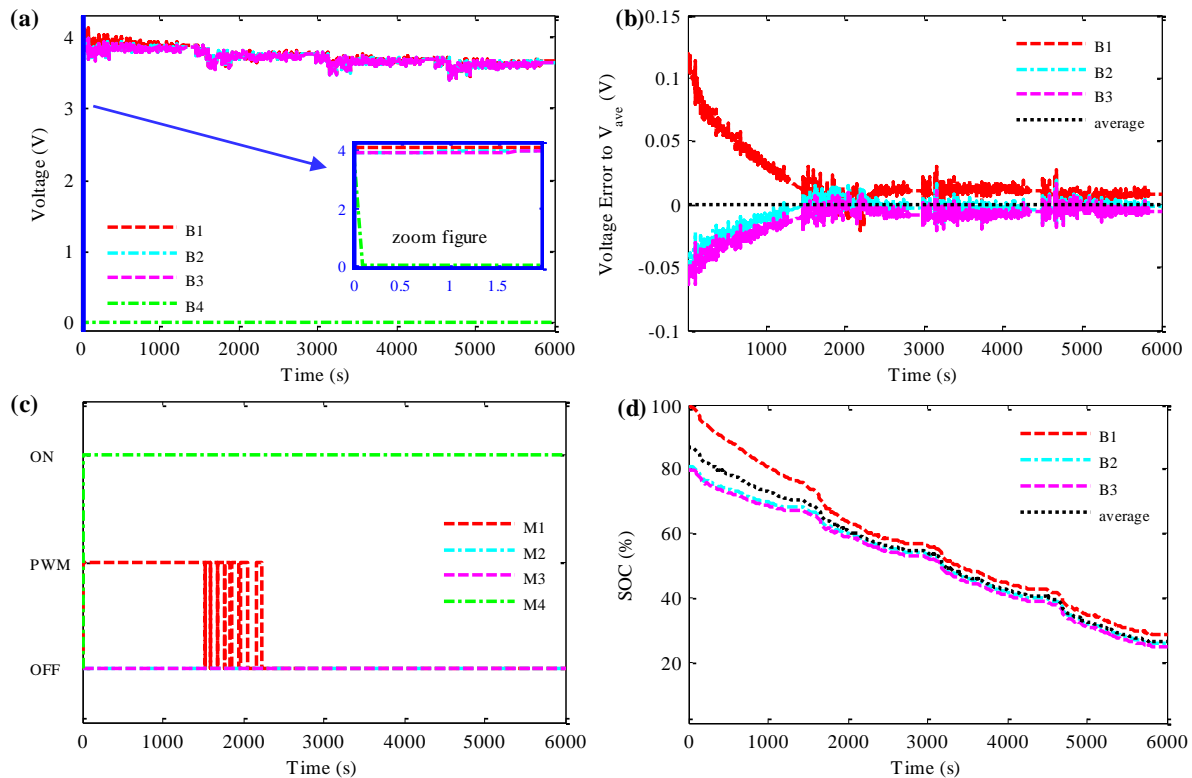 (a)
Voltage (V)
4
3
2
1
0
B1
B2
B3
B4
4
2
0
zoom figure
0 0.5 1 1.5
0 1000 2000 3000 4000 5000 6000
Time (s)
(b)
Voltage Error to Vave (V)
0.15
0.1
0.05
0
-0.05
-0.1
B1
B2
B3
average
1000 2000 3000 4000 5000 6000
Time (s)
(c)
ON
PWM
OFF
M1
M2
M3
M4
0 1000 2000 3000 4000 5000 6000
Time (s)
(d)
SOC (%)
100
80
60
40
20
B1
B2
B3
average
0 1000 2000 3000 4000 5000 6000
Time (s)